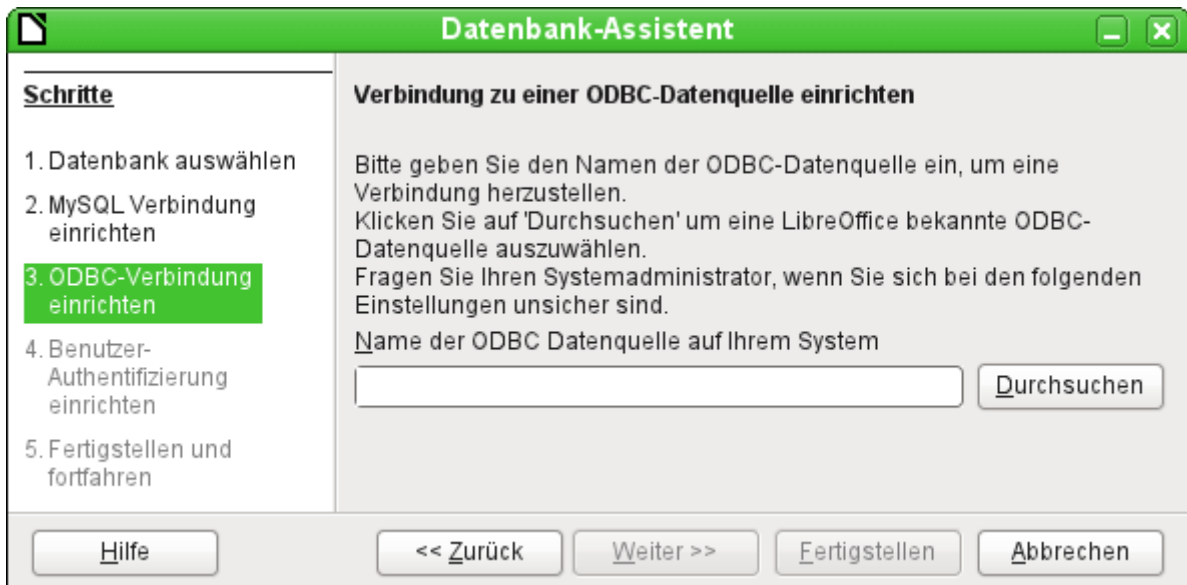 Datenbank-Assistent
Schritte
1. Datenbank auswählen
2. MySQL Verbindung
einrichten
3. ODBC-Verbindung
einrichten
4. Benutzer-
Authentifizierung
einrichten
5. Fertigstellen und
fortfahren
Verbindung zu einer ODBC-Datenquelle einrichten
Bitte geben Sie den Namen der ODBC-Datenquelle ein, um eine
Verbindung herzustellen.
Klicken Sie auf 'Durchsuchen' um eine LibreOffice bekannte ODBC-
Datenquelle auszuwählen.
Fragen Sie Ihren Systemadministrator, wenn Sie sich bei den folgenden
Einstellungen unsicher sind.
Name der ODBC Datenquelle auf Ihrem System
Durchsuchen
Hilfe
<< Zurück
Weiter >>
Fertigstellen
Abbrechen